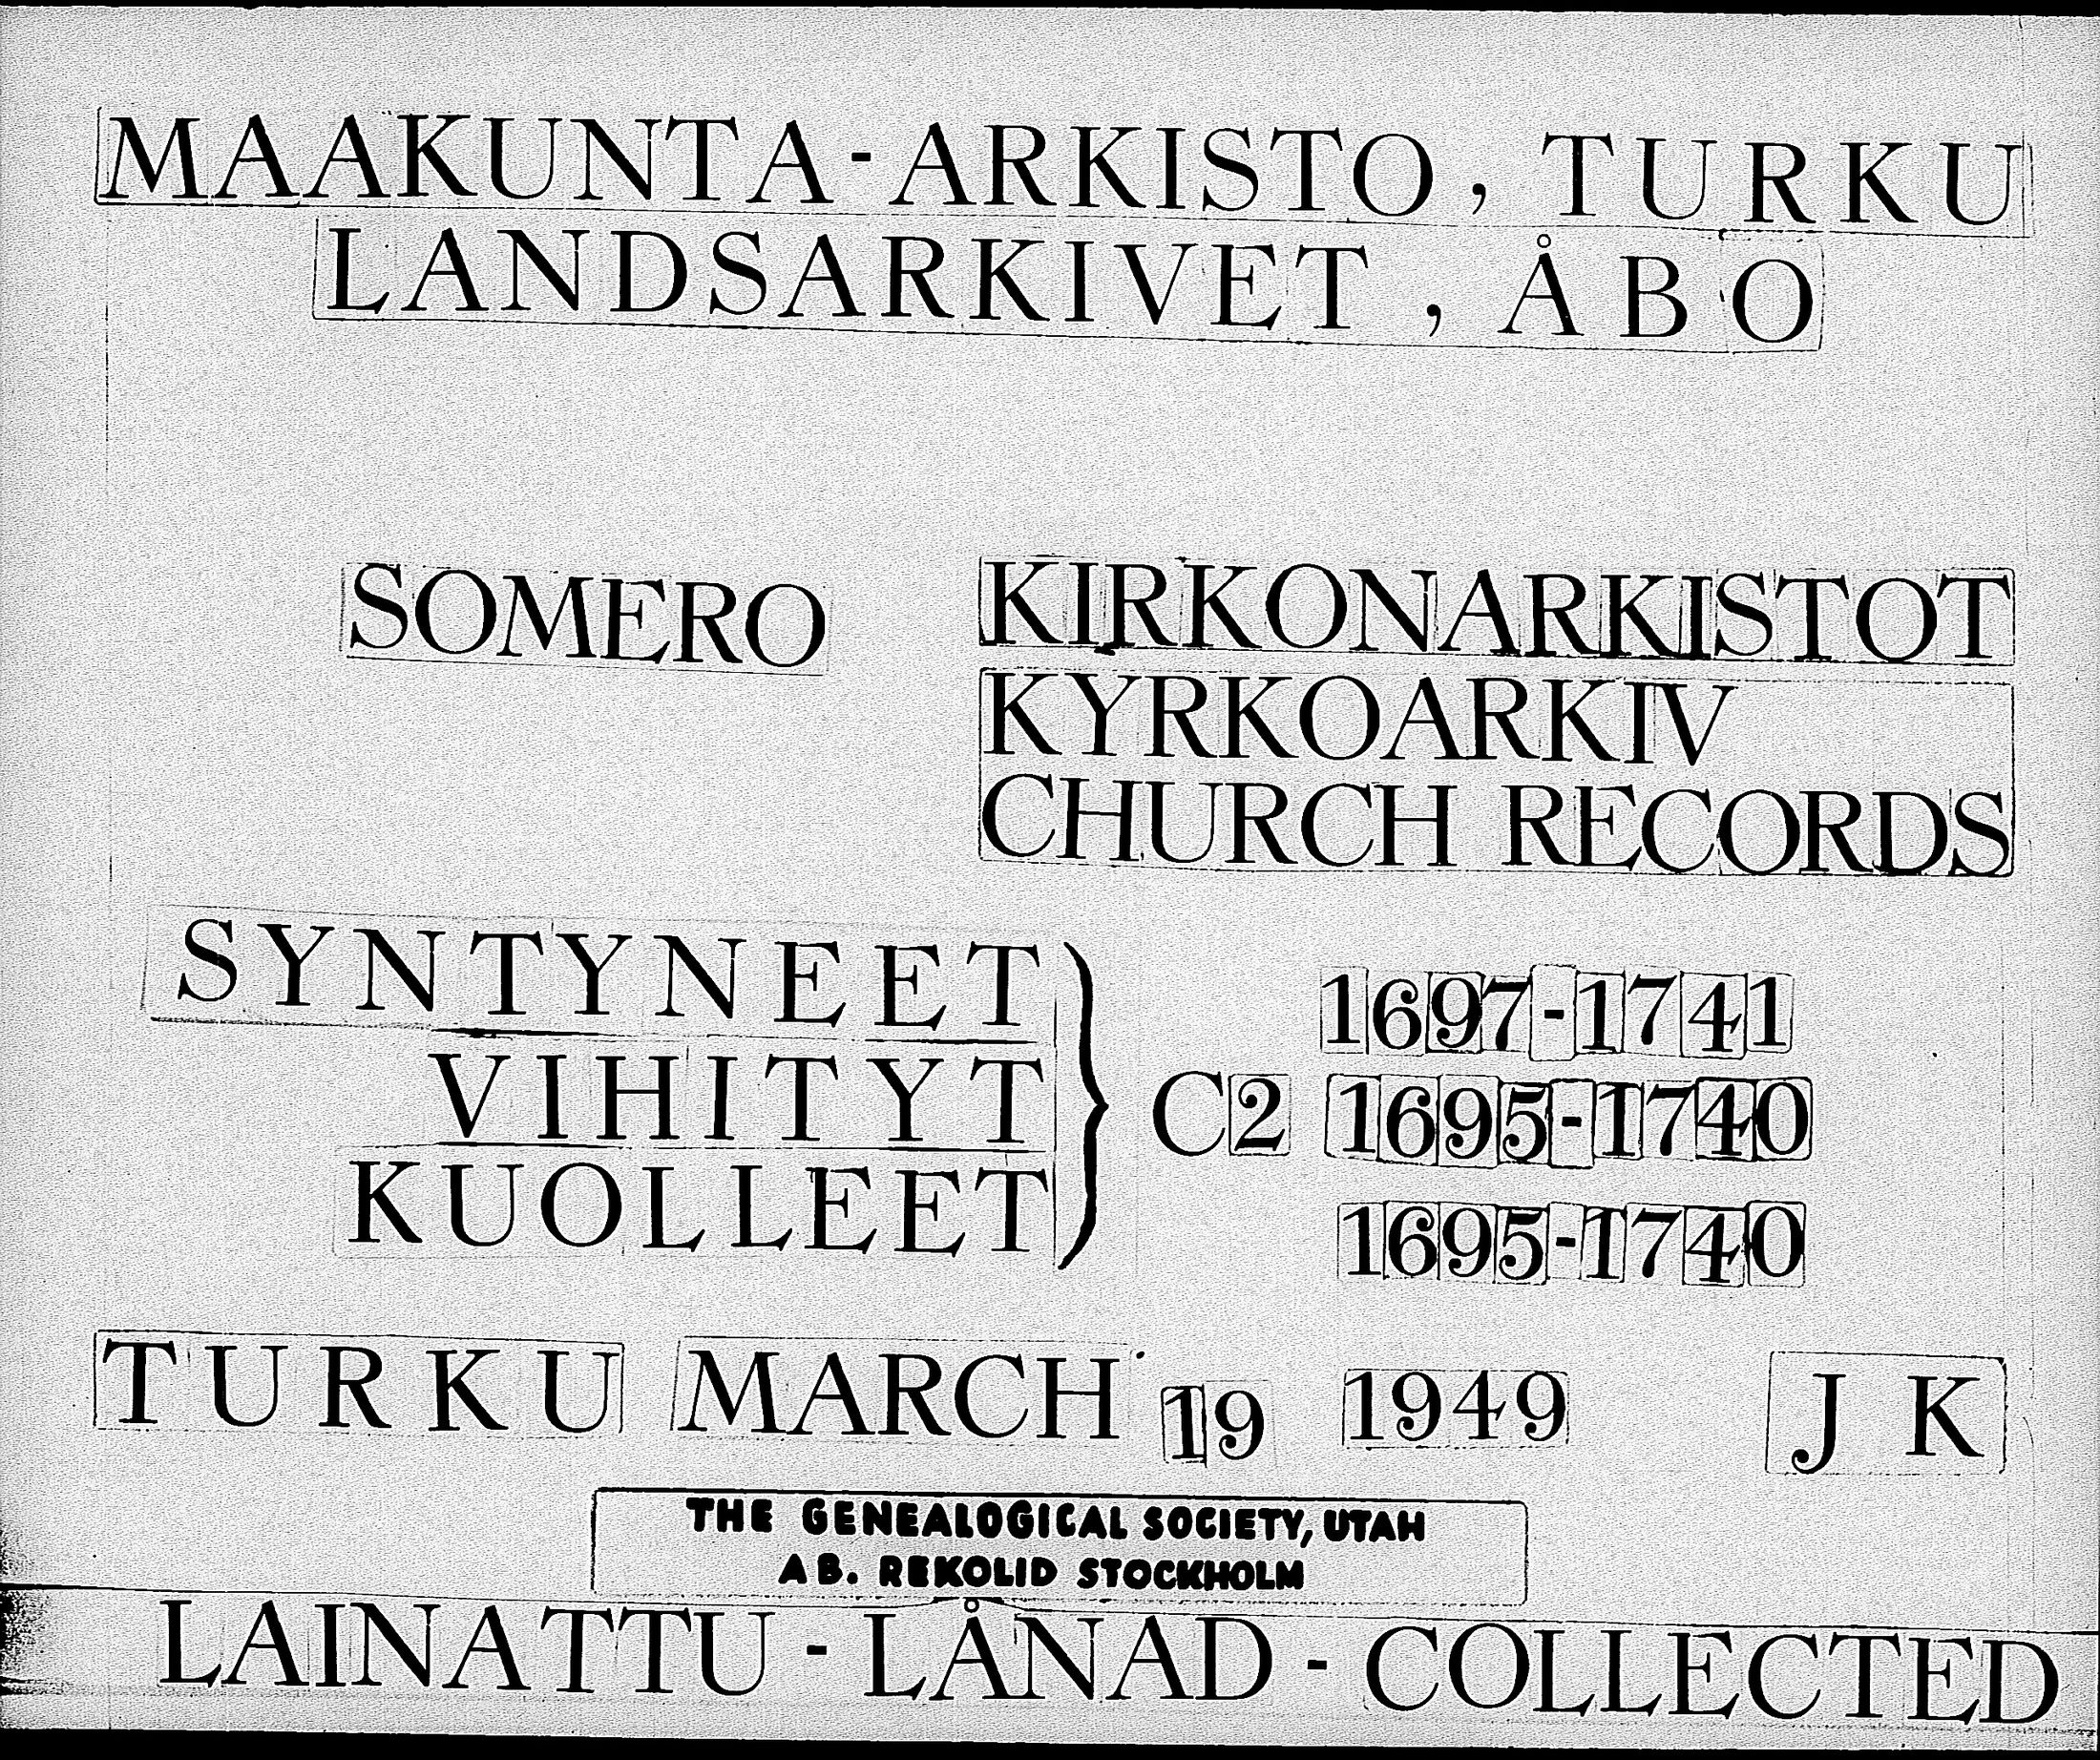 MAAKUNTA-ARKISTO, TURKU
LANDSARKIVET, ÅBO
SOMERO KIRKONARKISTOT
KYRKOARKIV
CHURCH RECORDS
SYNTYNEET 1697-1741
VIHITYT C2 1695-1740
KUOLLEET 1695-1740
TURKU MARCH 19 1949 J K
THE GENEALOGICAL SOCIETY, UTAH
AB. REKOLID STOCKHOLM
LAINATTU - LÅNAD - COLLECTED